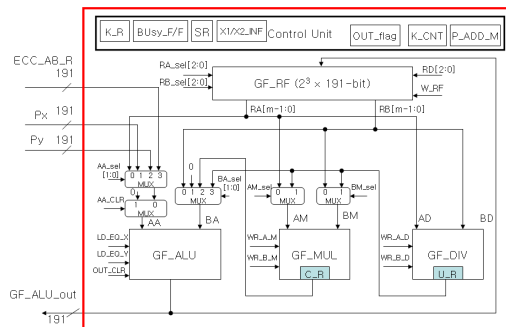 K_R BUsy_F/F SR X1/X2_INF Control Unit OUT_flag K_CNT P_ADD_M
ECC_AB_R
191
RA_sel[2:0]
RB_sel[2:0]
GF_RF (2³ × 191-bit)
RD[2:0]
W_RF
RA[m-1:0] RB[m-1:0]
Px 191
Py 191
AA_sel
[1:0]
0 1 2 3
MUX
0
AA_CLR
1 0
MUX
AA
0
0 1 2 3
MUX
BA_sel
[1:0]
BA
AM_sel
0 1
MUX
AM
0 1
MUX
BM_sel
BM
AD BD
LD_EQ_X
LD_EQ_Y
OUT_CLR
GF_ALU
WR_A_M
WR_B_M
GF_MUL
C_R
WR_A_D
WR_B_D
GF_DIV
U_R
GF_ALU_out
191